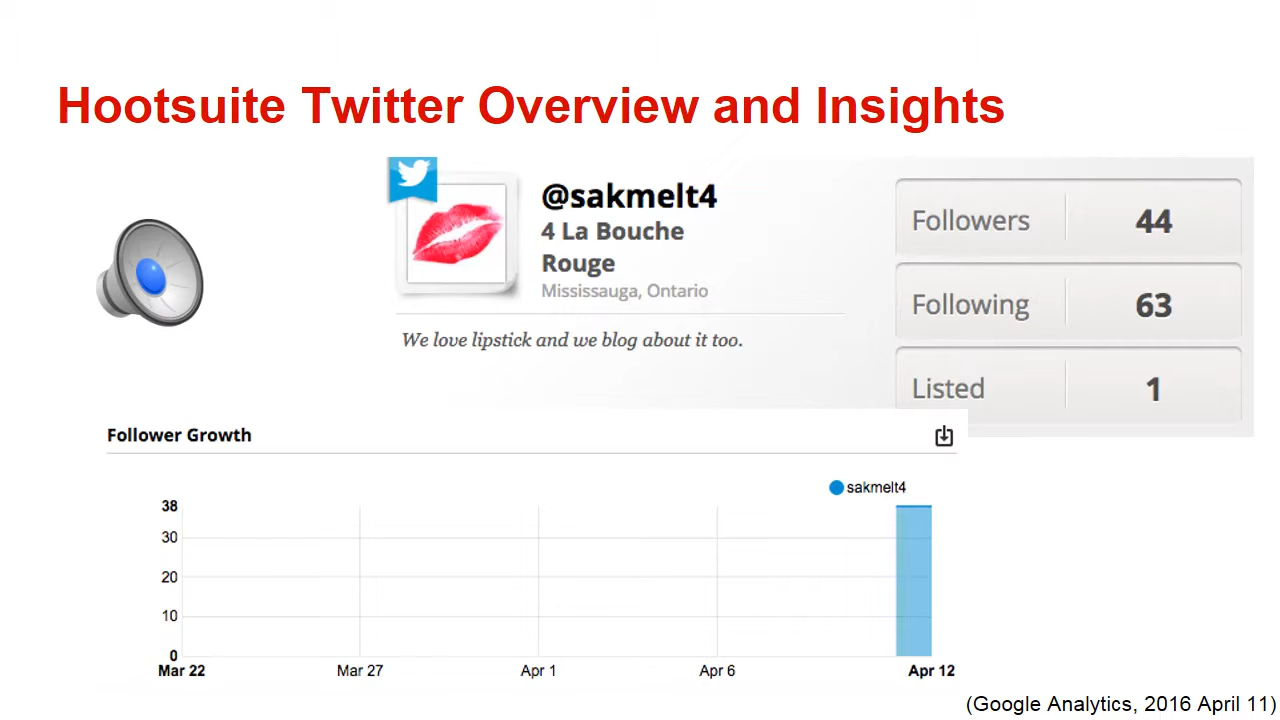 Hootsuite Twitter Overview and Insights
@sakmelt4
4 La Bouche
Rouge
Mississauga, Ontario
We love lipstick and we blog about it too.
Followers 44
Following 63
Listed 1
Follower Growth
sakmelt4
38
30
20
10
0
Mar 22 Mar 27 Apr 1 Apr 6 Apr 12
(Google Analytics, 2016 April 11)